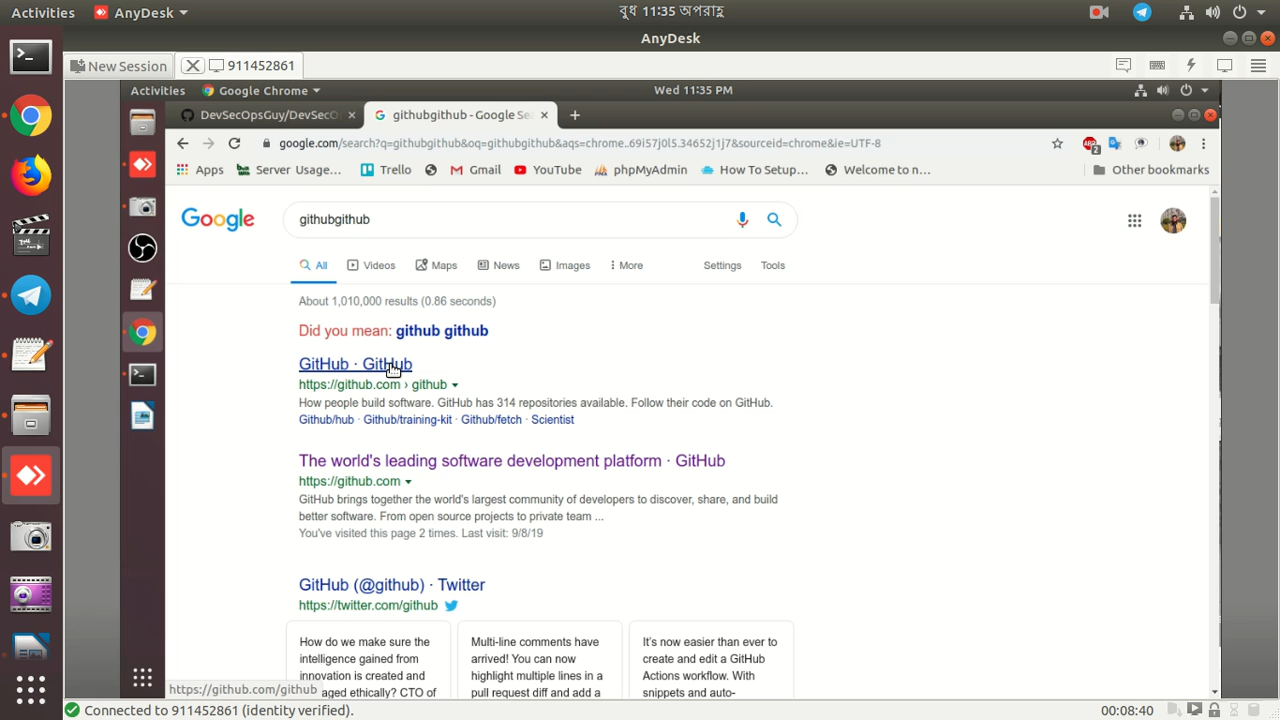 Activities
AnyDesk
বুধ 11:35 অপরাহ্ণ
AnyDesk
New Session
911452861
Activities
Google Chrome
Wed 11:35 PM
DevSecOpsGuy/DevSecO
githubgithub - Google Sea
google.com/search?q=githubgithub&oq=githubgithub&aqs=chrome..69i57j0l5.34652j1j7&sourceid=chrome&ie=UTF-8
Apps
Server Usage...
Trello
Gmail
YouTube
phpMyAdmin
How To Setup...
Welcome to n...
Other bookmarks
Google
githubgithub
All
Videos
Maps
News
Images
More
Settings
Tools
About 1,010,000 results (0.86 seconds)
Did you mean: github github
GitHub · GitHub
https://github.com › github
How people build software. GitHub has 314 repositories available. Follow their code on GitHub.
Github/hub · Github/training-kit · Github/fetch · Scientist
The world's leading software development platform · GitHub
https://github.com
GitHub brings together the world's largest community of developers to discover, share, and build
better software. From open source projects to private team ...
You've visited this page 2 times. Last visit: 9/8/19
GitHub (@github) · Twitter
https://twitter.com/github
How do we make sure the
intelligence gained from
innovation is created and
aged ethically? CTO of
Multi-line comments have
arrived! You can now
highlight multiple lines in a
pull request diff and add a
It's now easier than ever to
create and edit a GitHub
Actions workflow. With
snippets and auto-
https://github.com/github
Connected to 911452861 (identity verified).
00:08:40